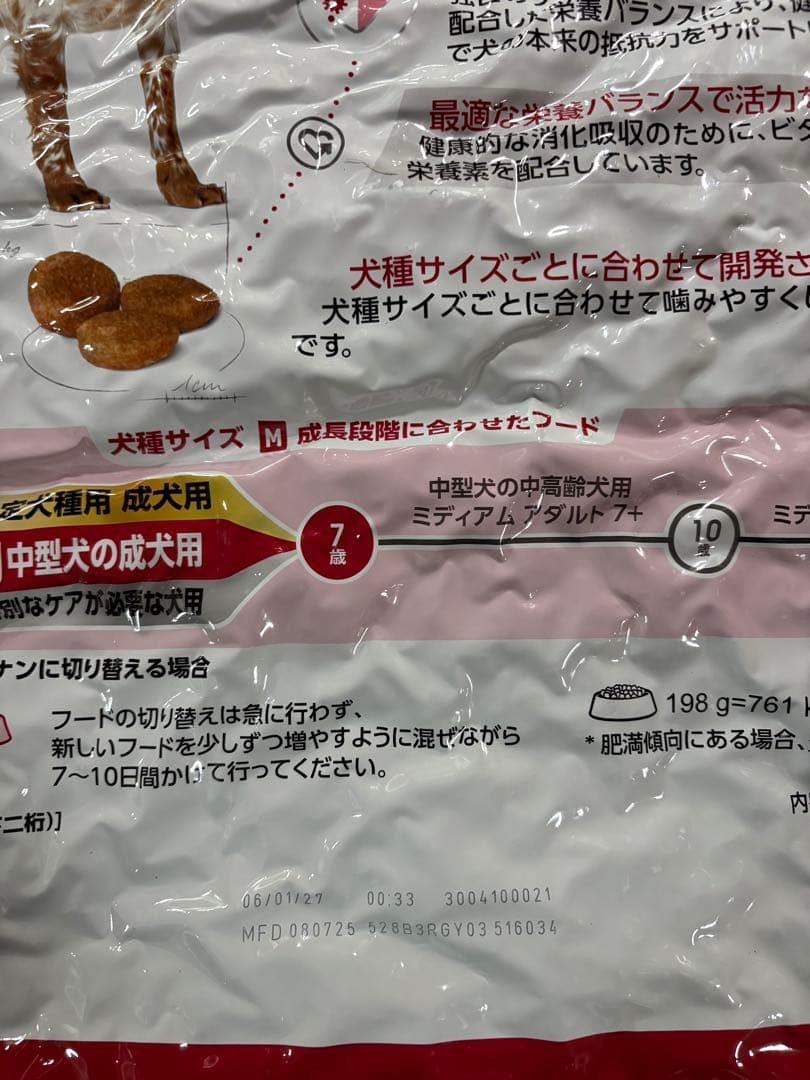 配合した栄養バランスにより、健
で犬の本来の抵抗力をサポート
最適な栄養バランスで活力
健康的な消化吸収のために、ビタ
栄養素を配合しています。
kg
犬種サイズごとに合わせて開発さ
犬種サイズごとに合わせて噛みやすく
です。
1cm
犬種サイズ M 成長段階に合わせたフード
定犬種用 成犬用
中型犬の成犬用
別なケアが必要な犬用
7歳
中型犬の中高齢犬用
ミディアム アダルト 7+
10歳
ミデ
ナンに切り替える場合
フードの切り替えは急に行わず、
新しいフードを少しずつ増やすように混ぜながら
7〜10日間かけて行ってください。
198 g=761
* 肥満傾向にある場合、
内
二桁)]
06/01/27 00:33 3004100021
MFD 080725 528B3RGY03 516034